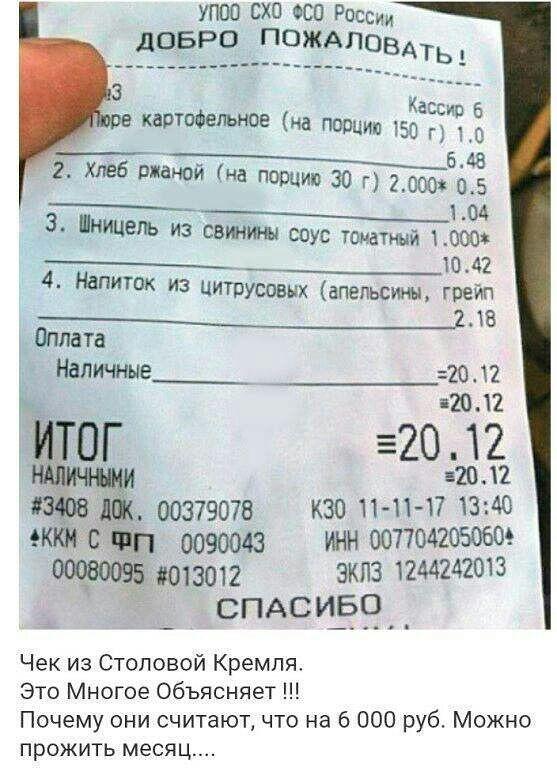 УПОО СХО ФСО России
ДОБРО ПОЖАЛОВАТЬ!
Кассир 6
Пюре картофельное (на порцию 150 г) 1.0
6.48
2. Хлеб ржаной (на порцию 30 г) 2.000* 0.5
1.04
3. Шницель из свинины соус томатный 1.000*
10.42
4. Напиток из цитрусовых (апельсины, грейп
2.18
Оплата
Наличные =20.12
≡20.12
ИТОГ ≡20.12
НАЛИЧНЫМИ ≡20.12
#3408 ДОК. 00379078 К30 11-11-17 13:40
ККМ С ФП 0090043 ИНН 007704205060
00080095 #013012 ЭКЛЗ 1244242013
СПАСИБО
Чек из Столовой Кремля.
Это Многое Объясняет !!!
Почему они считают, что на 6 000 руб. Можно
прожить месяц....